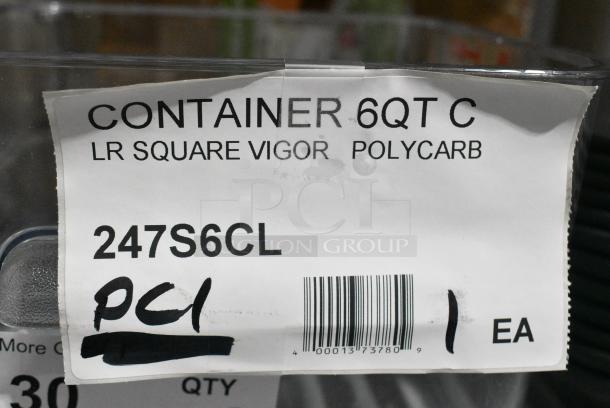 CONTAINER 6QT C
LR SQUARE VIGOR POLYCARB
PCI
AUCTION GROUP
247S6CL
PCI
4 00013 73780 9
1 EA
More
30 QTY